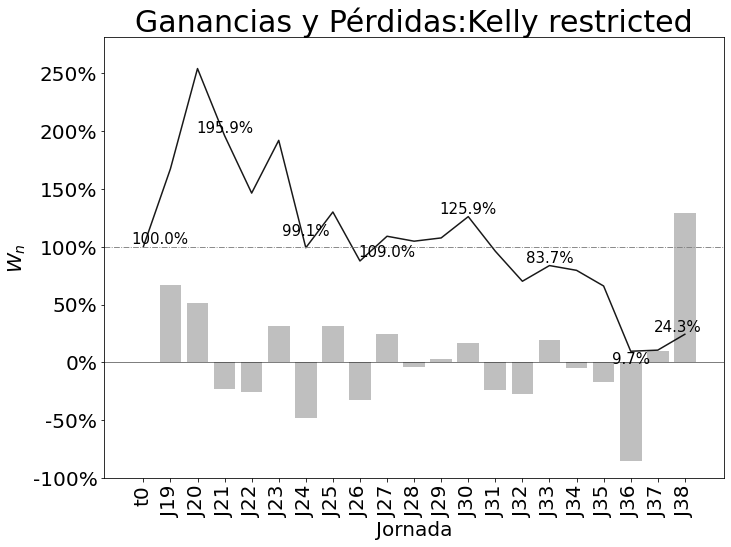 Ganancias y Pérdidas:Kelly restricted
250%
200%
150%
100%
50%
0%
-50%
-100%
Wn
100.0%
195.9%
99.1%
109.0%
125.9%
83.7%
9.7%
24.3%
t0
J19
J20
J21
J22
J23
J24
J25
J26
J27
J28
J29
J30
J31
J32
J33
J34
J35
J36
J37
J38
Jornada